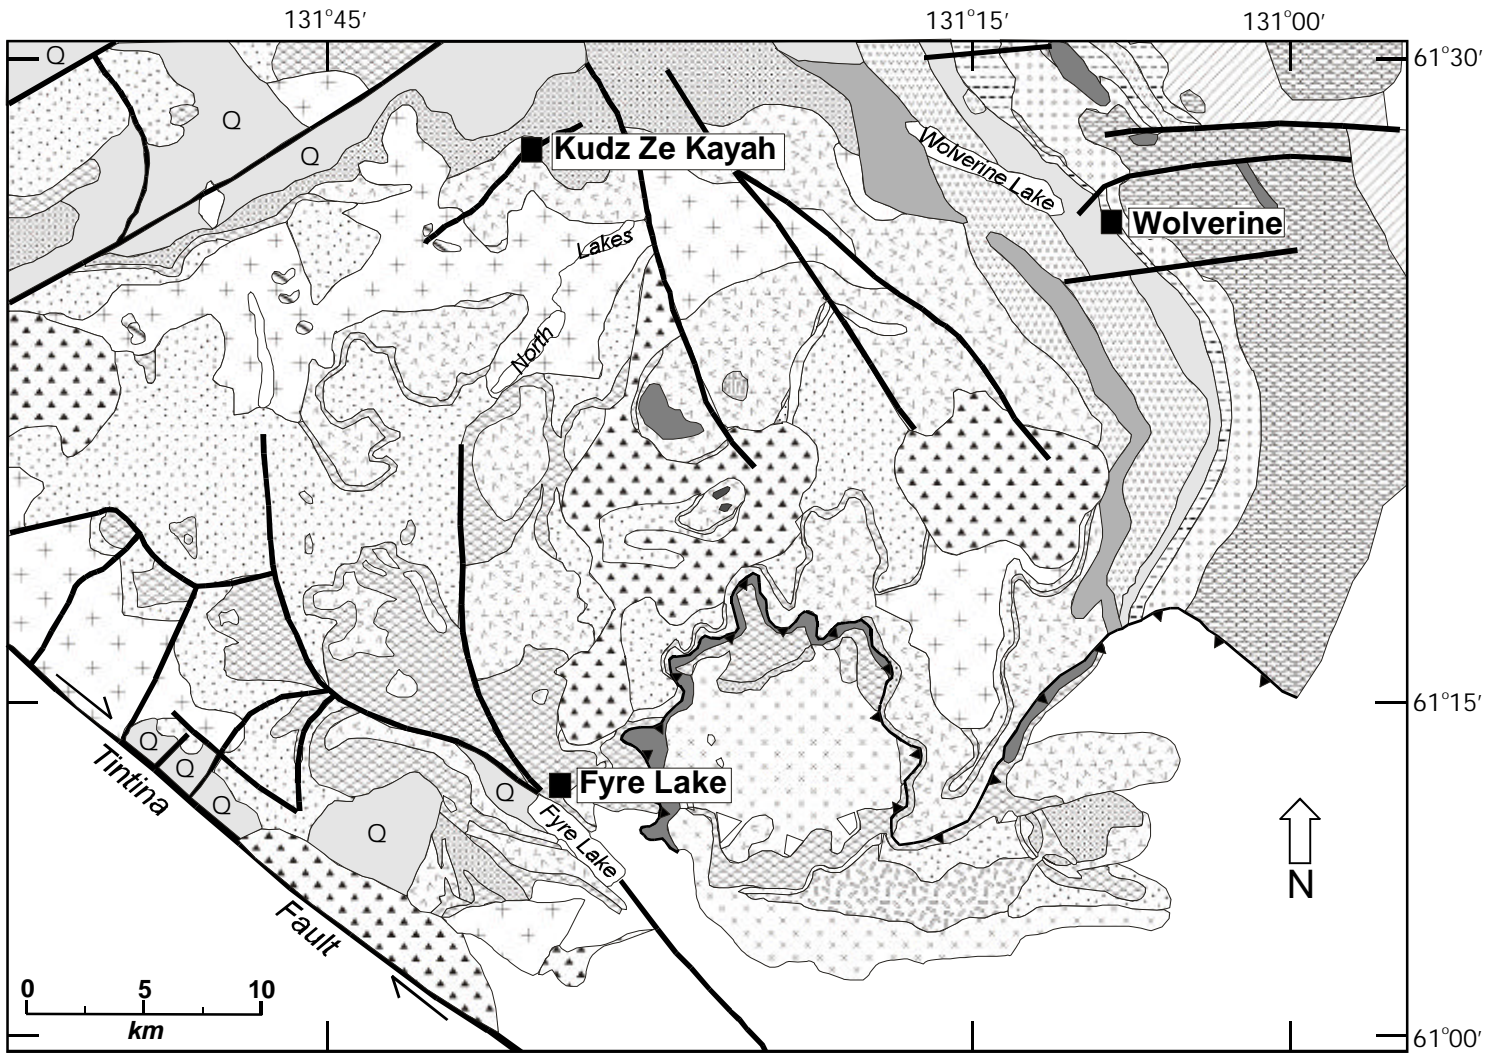 131°45′
131°15′
131°00′
61°30′
Q
Q
Q
Kudz Ze Kayah
Wolverine Lake
Wolverine
Lakes
North
61°15′
Q
Q
Q
Q
Q
Tintina
Fault
Fyre Lake
Fyre Lake
N
0 5 10
km
61°00′